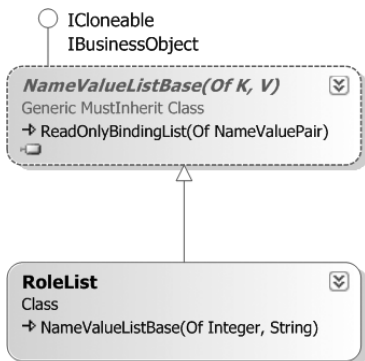 ICloneable
IBusinessObject
NameValueListBase(Of K, V)
Generic MustInherit Class
ReadOnlyBindingList(Of NameValuePair)
RoleList
Class
NameValueListBase(Of Integer, String)